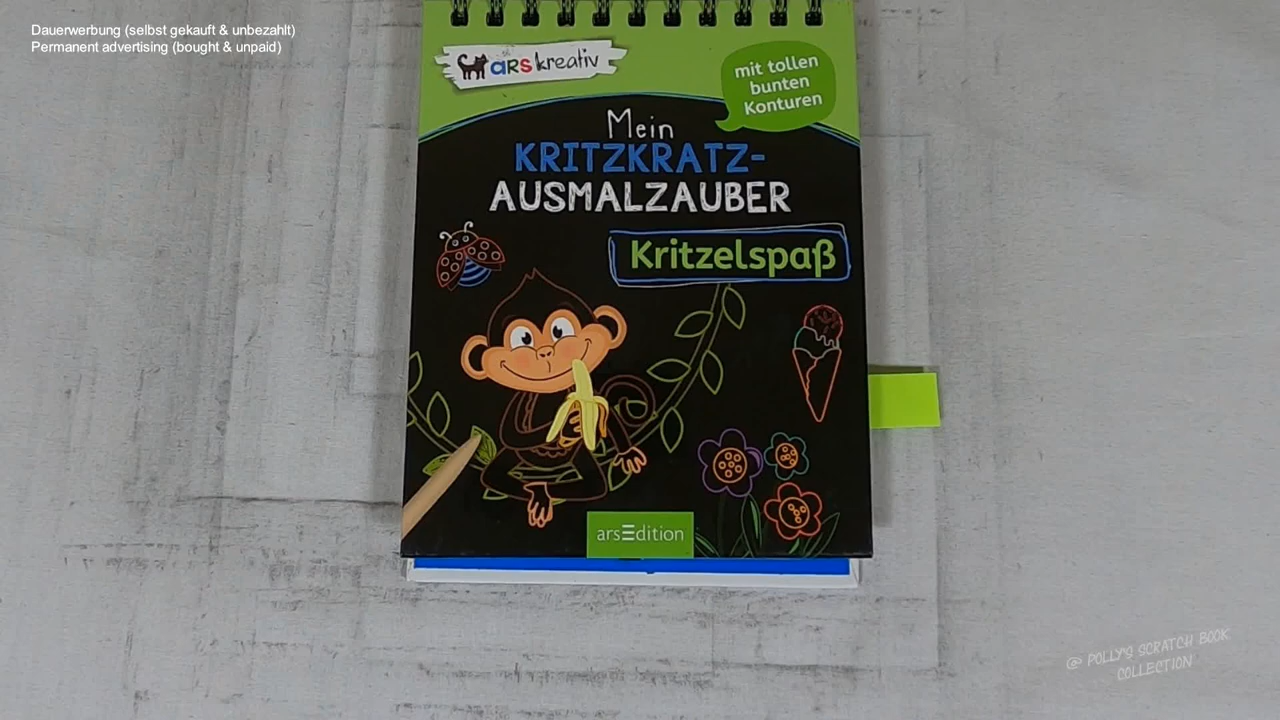 Dauerwerbung (selbst gekauft & unbezahlt)
Permanent advertising (bought & unpaid)
arskreativ
mit tollen
bunten
Konturen
Mein
KRITZKRATZ-
AUSMALZAUBER
Kritzelspaß
arsEdition
@ POLLY'S SCRATCH BOOK
COLLECTION